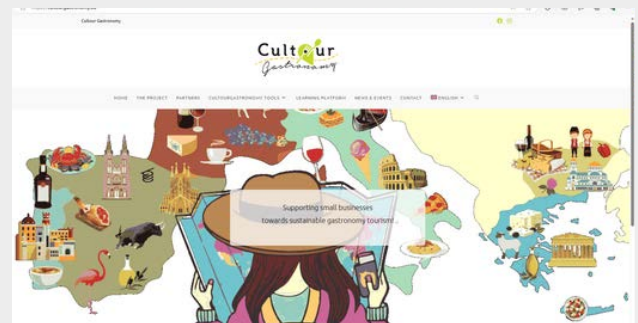 Cultour Gastronomy
Cultour
Gastronomy
HOME THE PROJECT PARTNERS CULTOURGASTRONOMY TOOLS LEARNING PLATFORM NEWS & EVENTS CONTACT ENGLISH
Supporting small businesses
towards sustainable gastronomy tourism!